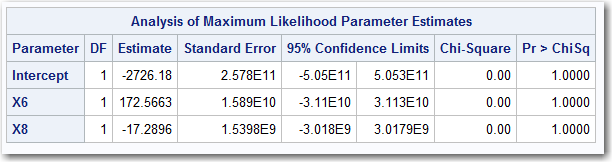 Analysis of Maximum Likelihood Parameter Estimates
Parameter DF Estimate Standard Error 95% Confidence Limits Chi-Square Pr > ChiSq
Intercept 1 -2726.18 2.578E11 -5.05E11 5.053E11 0.00 1.0000
X6 1 172.5663 1.589E10 -3.11E10 3.113E10 0.00 1.0000
X8 1 -17.2896 1.5398E9 -3.018E9 3.0179E9 0.00 1.0000